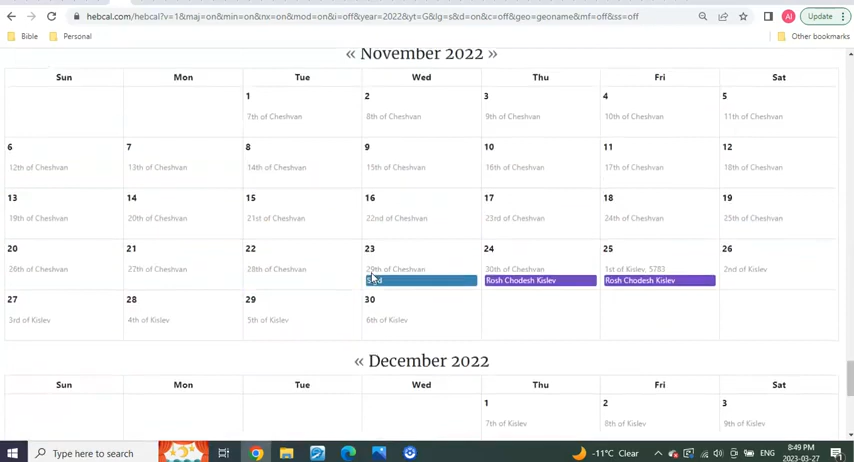 hebcal.com/hebcal?v=1&maj=on&min=on&nx=on&mod=on&i=off&year=2022&yt=G&lg=s&d=on&c=off&geo=geoname&mf=off&ss=off
AI
Update
Bible
Personal
Other bookmarks
« November 2022 »
Sun Mon Tue Wed Thu Fri Sat
1 2 3 4 5
7th of Cheshvan 8th of Cheshvan 9th of Cheshvan 10th of Cheshvan 11th of Cheshvan
6 7 8 9 10 11 12
12th of Cheshvan 13th of Cheshvan 14th of Cheshvan 15th of Cheshvan 16th of Cheshvan 17th of Cheshvan 18th of Cheshvan
13 14 15 16 17 18 19
19th of Cheshvan 20th of Cheshvan 21st of Cheshvan 22nd of Cheshvan 23rd of Cheshvan 24th of Cheshvan 25th of Cheshvan
20 21 22 23 24 25 26
26th of Cheshvan 27th of Cheshvan 28th of Cheshvan 29th of Cheshvan 30th of Cheshvan 1st of Kislev, 5783 2nd of Kislev
Rosh Chodesh Kislev Rosh Chodesh Kislev
27 28 29 30
3rd of Kislev 4th of Kislev 5th of Kislev 6th of Kislev
« December 2022
Sun Mon Tue Wed Thu Fri Sat
1 2 3
7th of Kislev 8th of Kislev 9th of Kislev
Type here to search
-11°C Clear
ENG
8:49 PM
2023-03-27